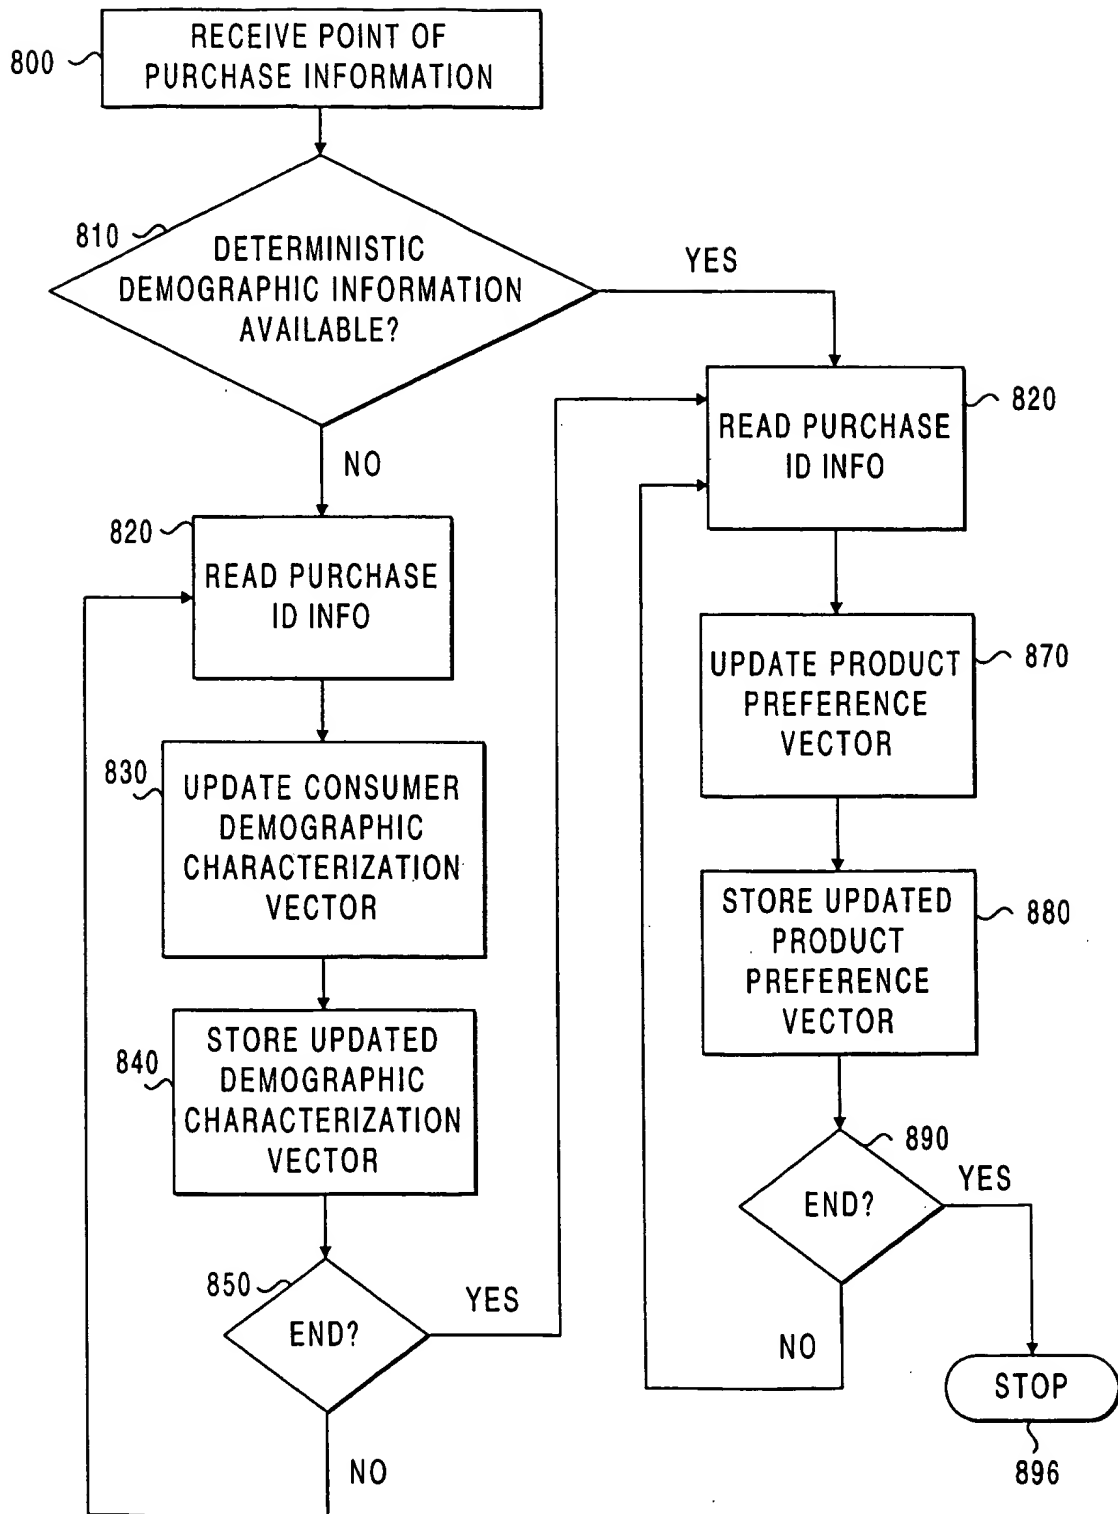 RECEIVE POINT OF
PURCHASE INFORMATION
800
810
DETERMINISTIC
DEMOGRAPHIC INFORMATION
AVAILABLE?
YES
NO
820
READ PURCHASE
ID INFO
830
UPDATE CONSUMER
DEMOGRAPHIC
CHARACTERIZATION
VECTOR
840
STORE UPDATED
DEMOGRAPHIC
CHARACTERIZATION
VECTOR
850
END?
YES
NO
820
READ PURCHASE
ID INFO
870
UPDATE PRODUCT
PREFERENCE
VECTOR
880
STORE UPDATED
PRODUCT
PREFERENCE
VECTOR
890
END?
YES
NO
STOP
896